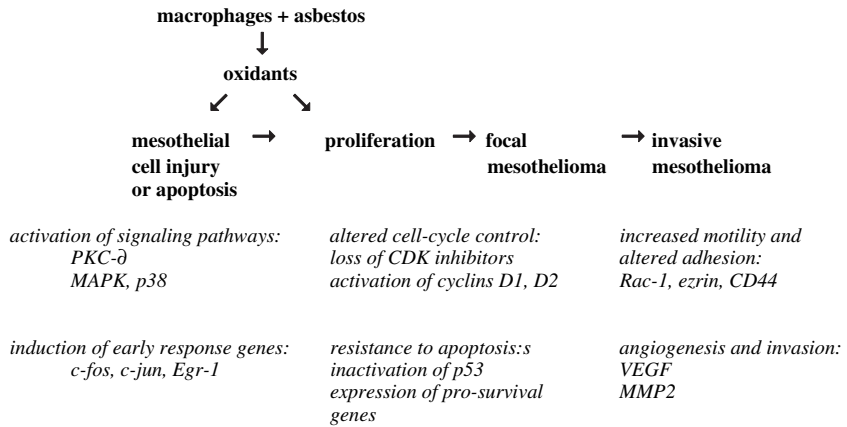 macrophages + asbestos
oxidants
mesothelial
cell injury
or apoptosis
proliferation
focal
mesothelioma
invasive
mesothelioma
activation of signaling pathways:
PKC-∂
MAPK, p38
altered cell-cycle control:
loss of CDK inhibitors
activation of cyclins D1, D2
increased motility and
altered adhesion:
Rac-1, ezrin, CD44
induction of early response genes:
c-fos, c-jun, Egr-1
resistance to apoptosis:s
inactivation of p53
expression of pro-survival
genes
angiogenesis and invasion:
VEGF
MMP2